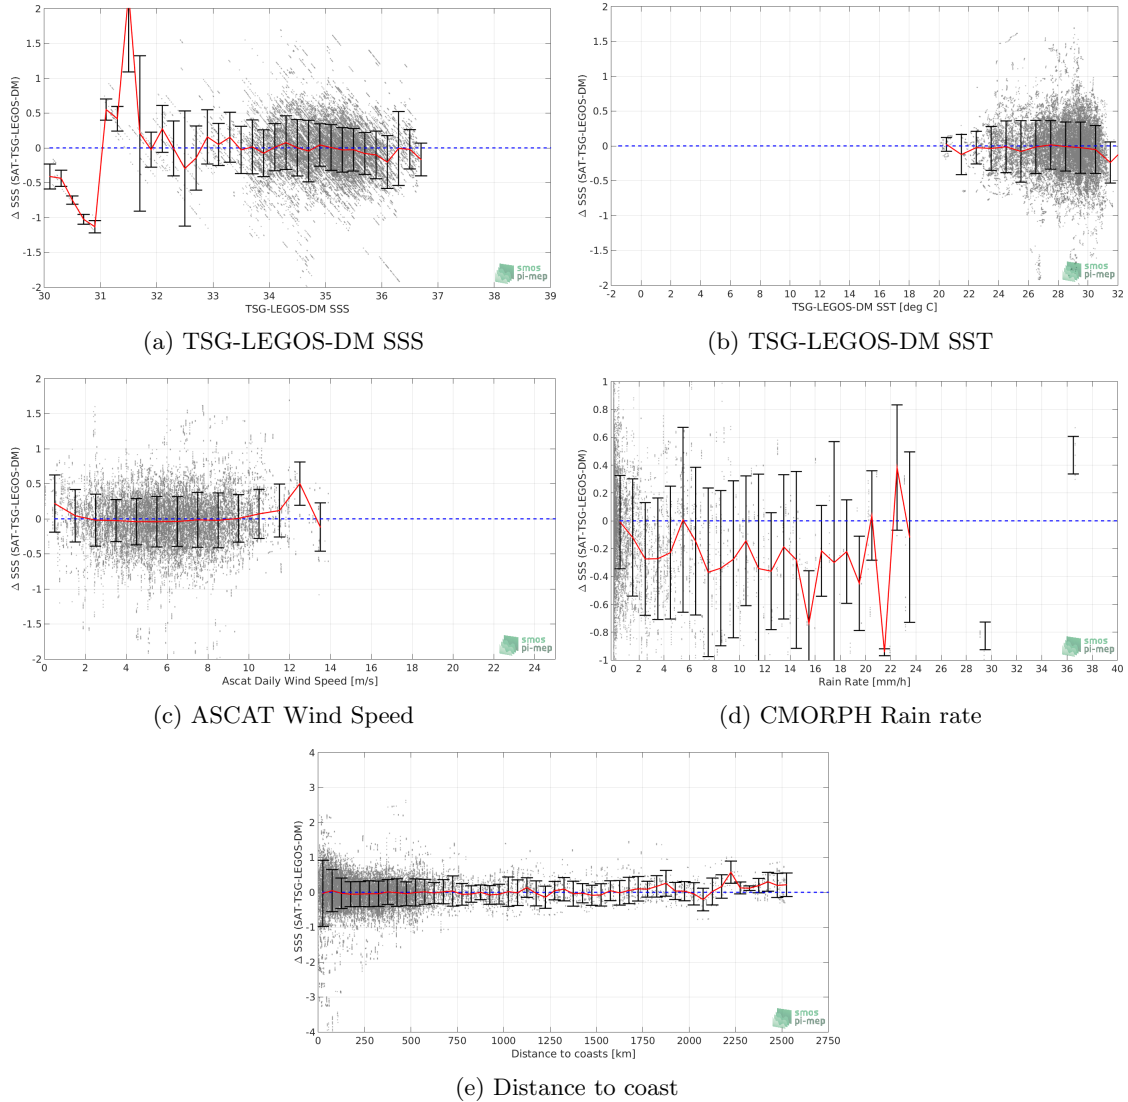 2
1.5
1
0.5
0
-0.5
-1
-1.5
-2
Δ SSS (SAT-TSG-LEGOS-DM)
30 31 32 33 34 35 36 37 38 39
TSG-LEGOS-DM SSS
smos
pi-mep
(a) TSG-LEGOS-DM SSS
2
1.5
1
0.5
0
-0.5
-1
-1.5
-2
Δ SSS (SAT-TSG-LEGOS-DM)
-2 0 2 4 6 8 10 12 14 16 18 20 22 24 26 28 30 32
TSG-LEGOS-DM SST [deg C]
smos
pi-mep
(b) TSG-LEGOS-DM SST
2
1.5
1
0.5
0
-0.5
-1
-1.5
-2
Δ SSS (SAT-TSG-LEGOS-DM)
0 2 4 6 8 10 12 14 16 18 20 22 24
Ascat Daily Wind Speed [m/s]
smos
pi-mep
(c) ASCAT Wind Speed
1
0.8
0.6
0.4
0.2
0
-0.2
-0.4
-0.6
-0.8
-1
Δ SSS (SAT-TSG-LEGOS-DM)
0 2 4 6 8 10 12 14 16 18 20 22 24 26 28 30 32 34 36 38 40
Rain Rate [mm/h]
smos
pi-mep
(d) CMORPH Rain rate
4
3
2
1
0
-1
-2
-3
-4
Δ SSS (SAT-TSG-LEGOS-DM)
0 250 500 750 1000 1250 1500 1750 2000 2250 2500 2750
Distance to coasts [km]
smos
pi-mep
(e) Distance to coast